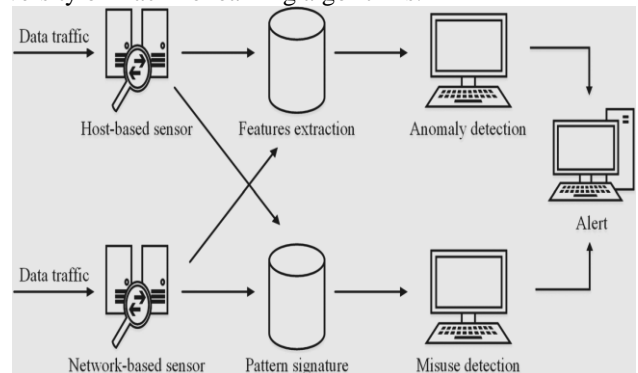 Data traffic
Host-based sensor Features extraction Anomaly detection
Alert
Data traffic
Network-based sensor Pattern signature Misuse detection